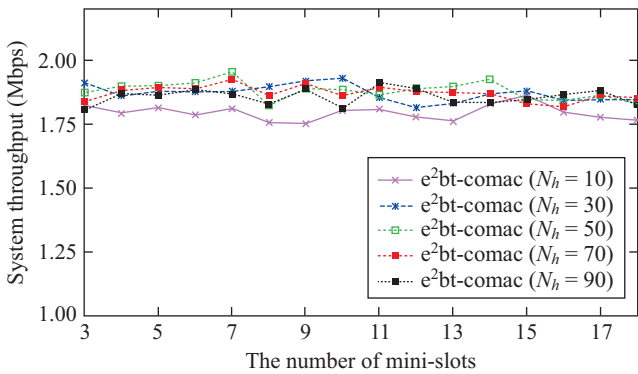 System throughput (Mbps)
2.00
1.75
1.50
1.25
1.00
e²bt-comac (Nₕ = 10)
e²bt-comac (Nₕ = 30)
e²bt-comac (Nₕ = 50)
e²bt-comac (Nₕ = 70)
e²bt-comac (Nₕ = 90)
3 5 7 9 11 13 15 17
The number of mini-slots